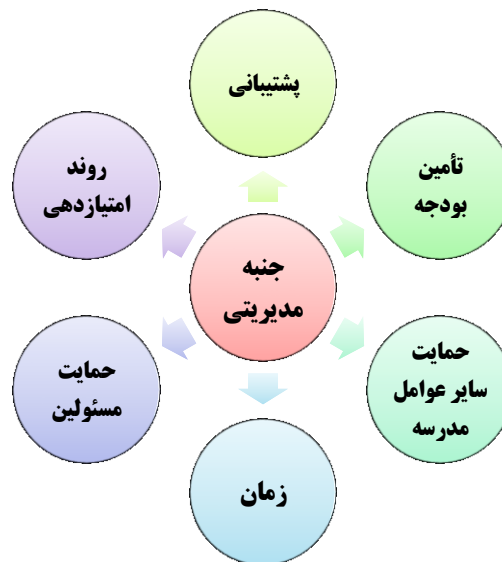 پشتیبانی
تأمین
بودجه
حمایت
سایر عوامل
مدرسه
زمان
حمایت
مسئولین
روند
امتیازدهی
جنبه
مدیریتی